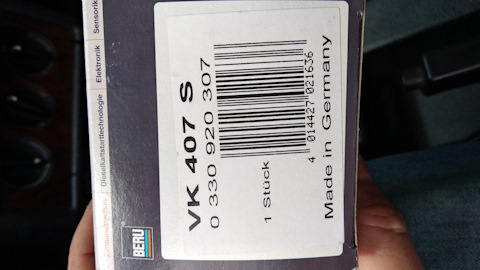 VK 407 S
0 330 920 307
4 014427 021636
1 Stück
Made in Germany
BERU
Dieselkaltstarttechnologie
Elektronik
Sensorik